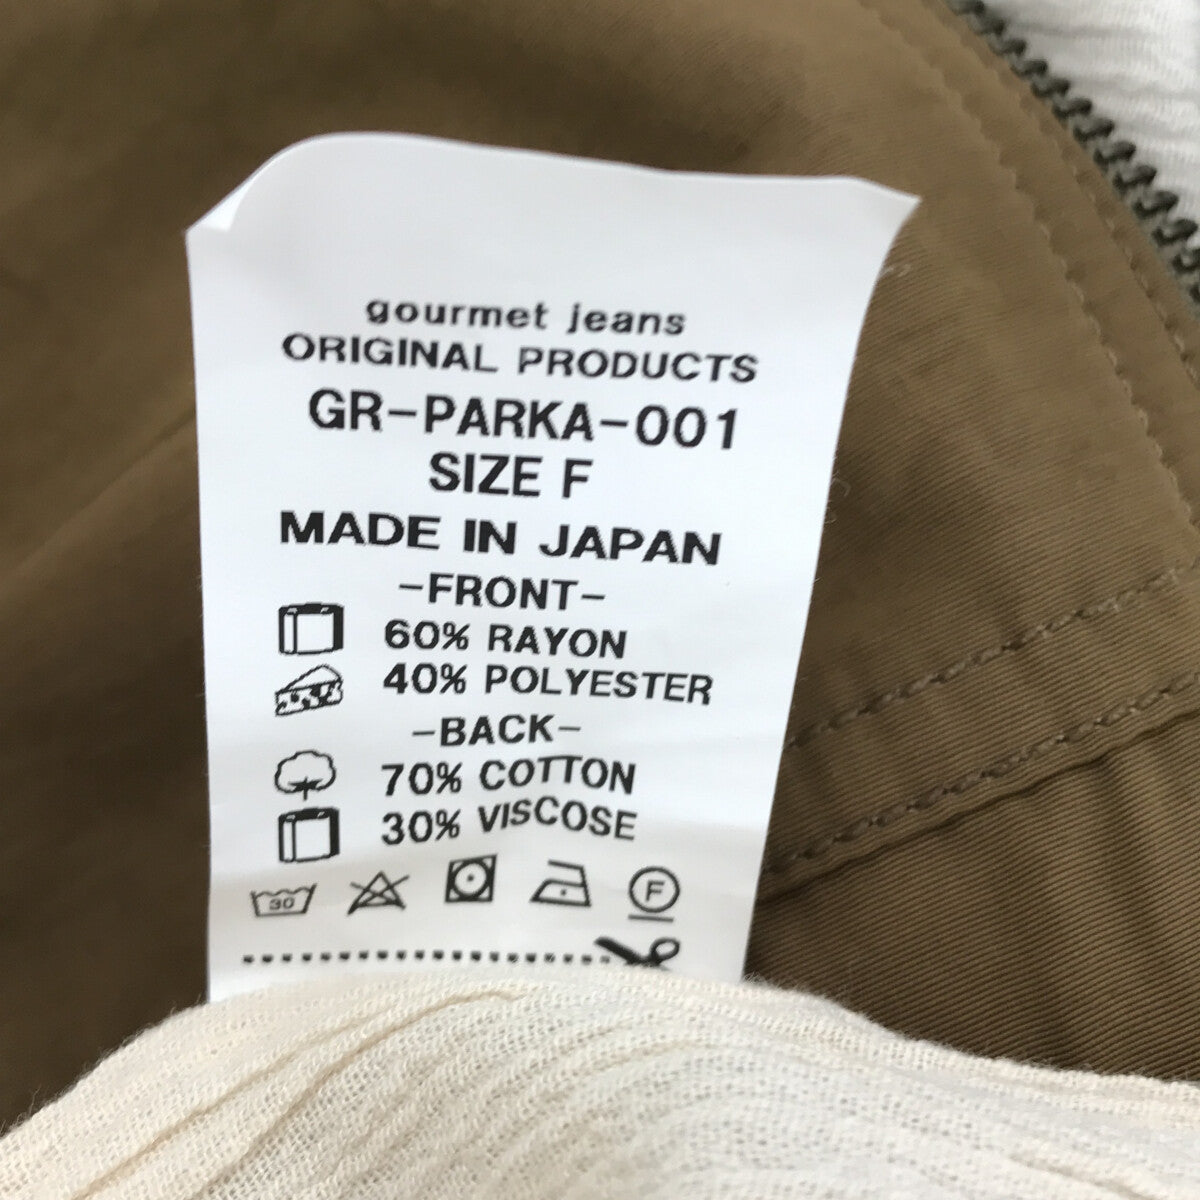 gourmet jeans
ORIGINAL PRODUCTS
GR-PARKA-001
SIZE F
MADE IN JAPAN
-FRONT-
60% RAYON
40% POLYESTER
-BACK-
70% COTTON
30% VISCOSE
30 F